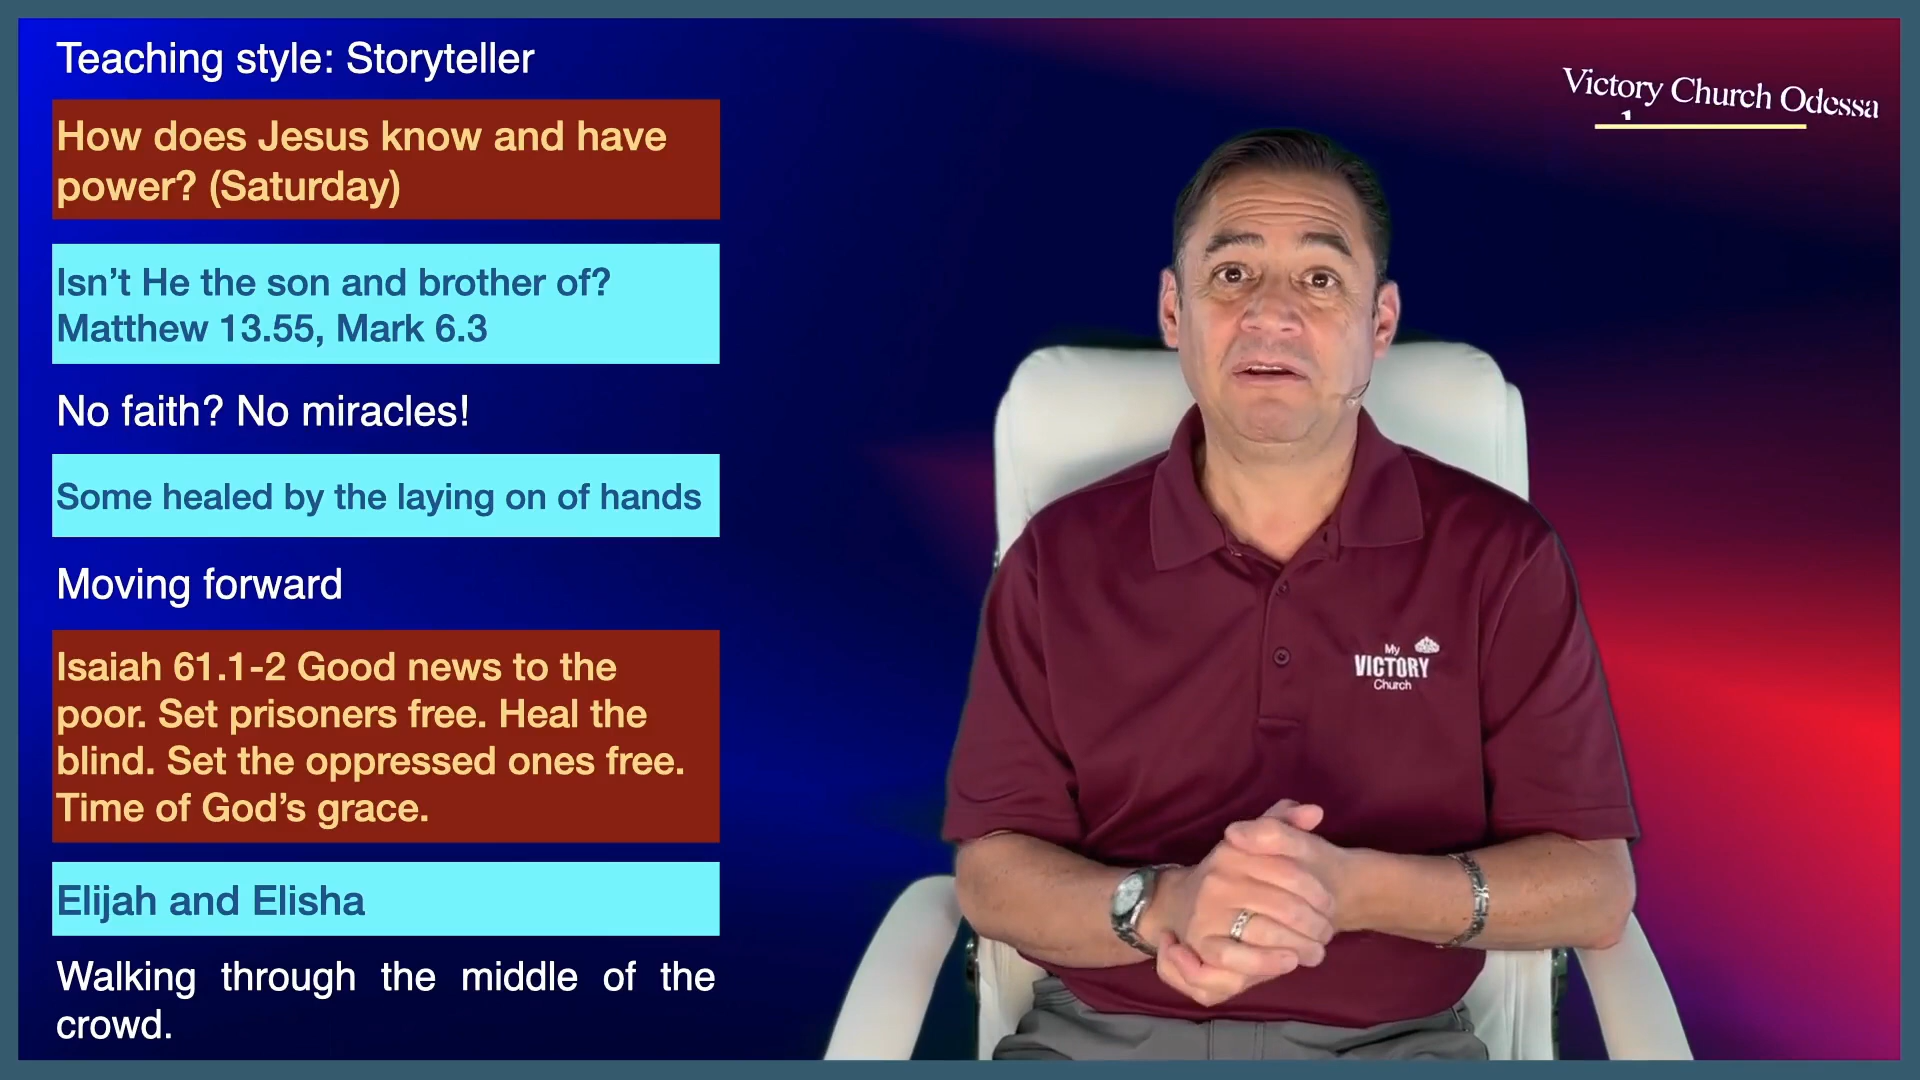 Teaching style: Storyteller
How does Jesus know and have
power? (Saturday)
Isn’t He the son and brother of?
Matthew 13.55, Mark 6.3
No faith? No miracles!
Some healed by the laying on of hands
Moving forward
Isaiah 61.1-2 Good news to the
poor. Set prisoners free. Heal the
blind. Set the oppressed ones free.
Time of God’s grace.
Elijah and Elisha
Walking through the middle of the
crowd.
Victory Church Odessa
My
VICTORY
Church